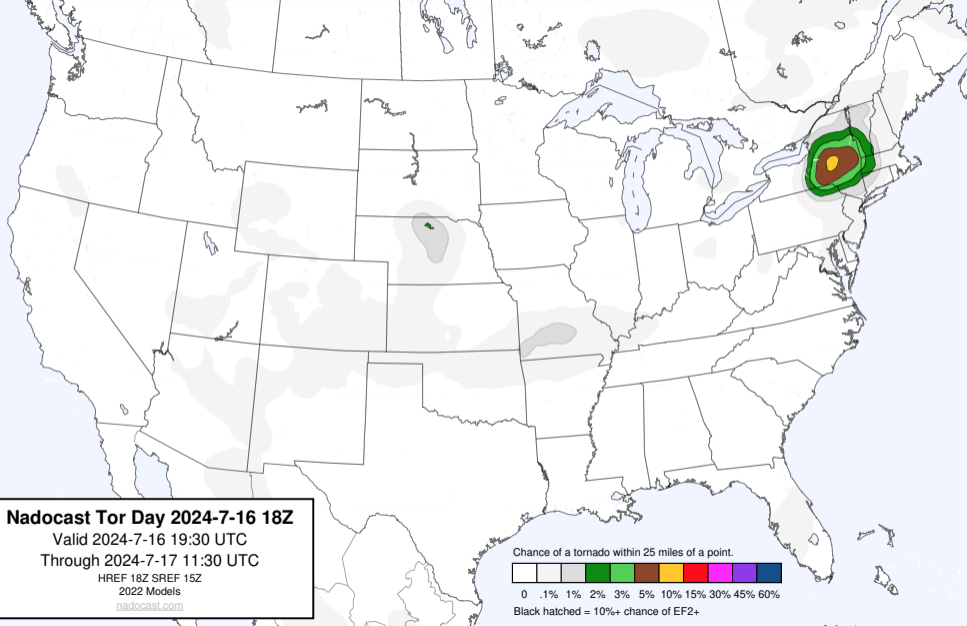 Nadocast Tor Day 2024-7-16 18Z
Valid 2024-7-16 19:30 UTC
Through 2024-7-17 11:30 UTC
HREF 18Z SREF 15Z
2022 Models
nadocast.com
Chance of a tornado within 25 miles of a point.
0 .1% 1% 2% 3% 5% 10% 15% 30% 45% 60%
Black hatched = 10%+ chance of EF2+